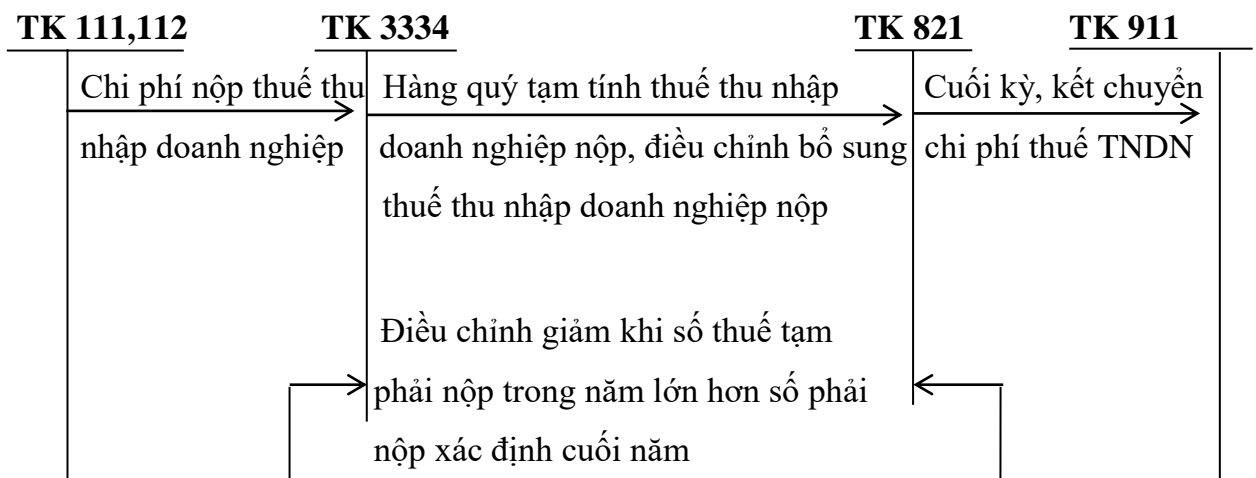 TK 111,112 TK 3334 TK 821 TK 911
Chi phí nộp thuế thu
nhập doanh nghiệp
Hàng quý tạm tính thuế thu nhập
doanh nghiệp nộp, điều chỉnh bổ sung
thuế thu nhập doanh nghiệp nộp
Cuối kỳ, kết chuyển
chi phí thuế TNDN
Điều chỉnh giảm khi số thuế tạm
phải nộp trong năm lớn hơn số phải
nộp xác định cuối năm